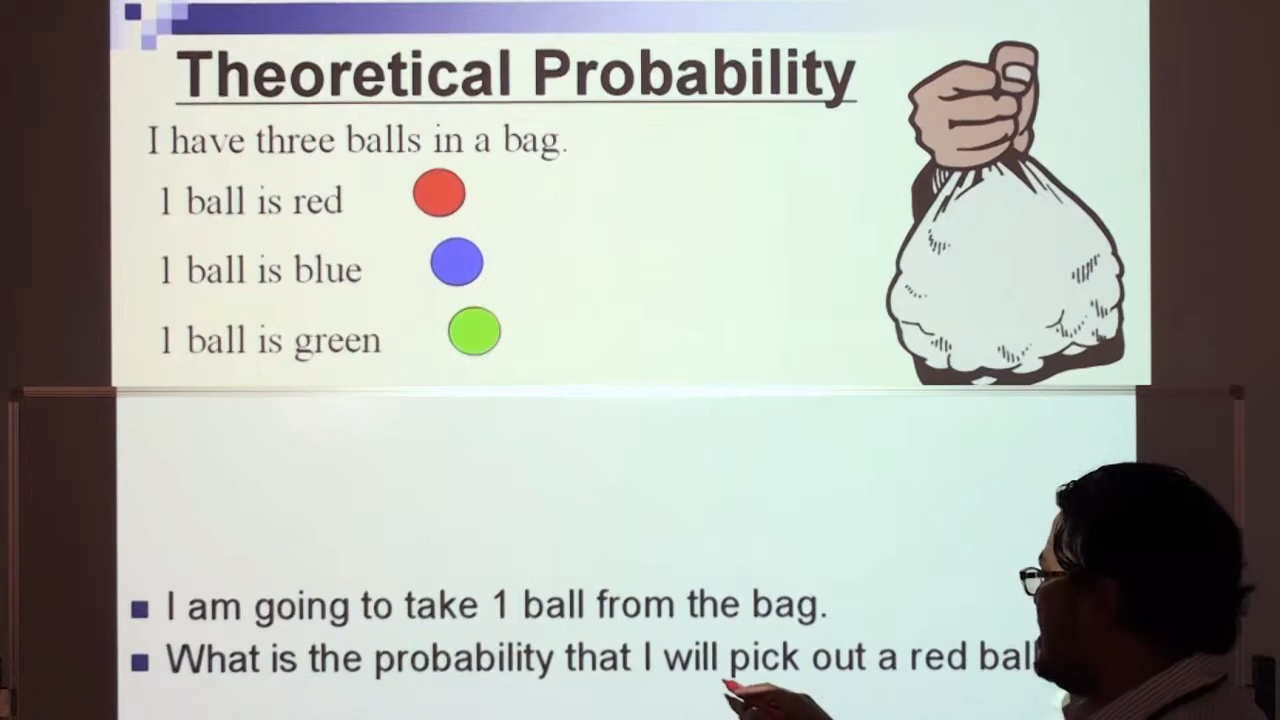 Theoretical Probability
I have three balls in a bag.
1 ball is red
1 ball is blue
1 ball is green
I am going to take 1 ball from the bag.
What is the probability that I will pick out a red ball